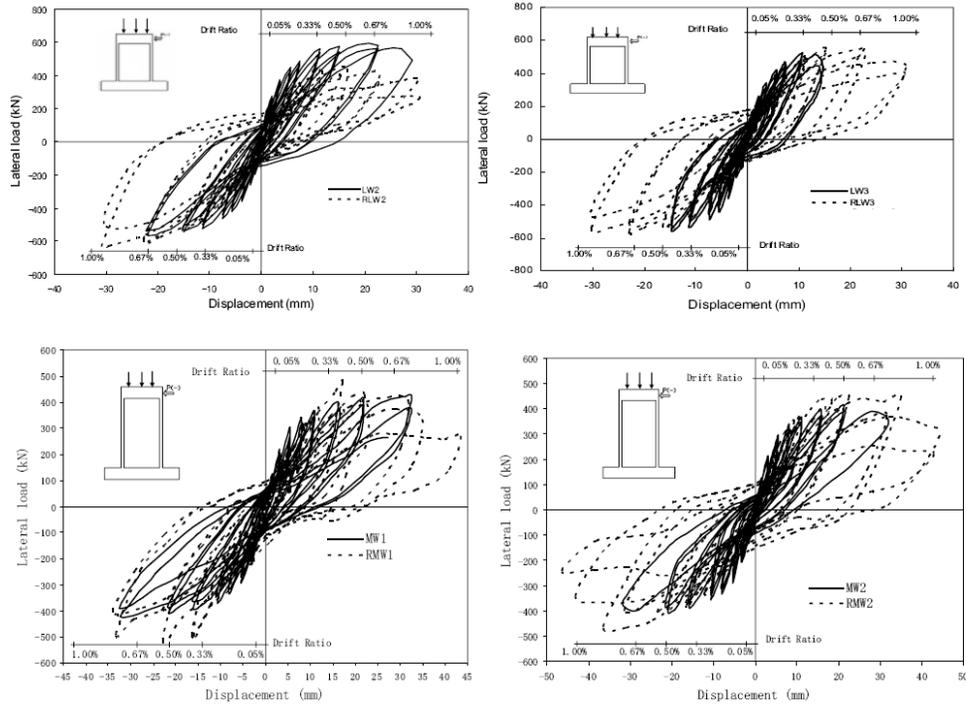 Drift Ratio 0.05% 0.33% 0.50% 0.67% 1.00%
800
600
400
200
0
-200
-400
-600
-800
Lateral load (kN)
LW2
RLW2
Drift Ratio
1.00% 0.67% 0.50% 0.33% 0.05%
-40 -30 -20 -10 0 10 20 30 40
Displacement (mm)
Drift Ratio 0.05% 0.33% 0.50% 0.67% 1.00%
800
600
400
200
0
-200
-400
-600
-800
Lateral load (kN)
LW3
RLW3
Drift Ratio
1.00% 0.67% 0.50% 0.33% 0.05%
-40 -30 -20 -10 0 10 20 30 40
Displacement (mm)
0.05% 0.33% 0.50% 0.67% 1.00%
Drift Ratio
P(-)
600
500
400
300
200
100
0
-100
-200
-300
-400
-500
-600
Lateral load (kN)
MW1
RMW1
Drift Ratio
1.00% 0.67% 0.50% 0.33% 0.05%
-45 -40 -35 -30 -25 -20 -15 -10 -5 0 5 10 15 20 25 30 35 40 45
Displacement (mm)
0.05% 0.33% 0.50% 0.67% 1.00%
Drift Ratio
P(-)
600
500
400
300
200
100
0
-100
-200
-300
-400
-500
-600
Lateral load (kN)
MW2
RMW2
Drift Ratio
1.00% 0.67% 0.50% 0.33% 0.05%
-50 -40 -30 -20 -10 0 10 20 30 40 50
Displacement (mm)